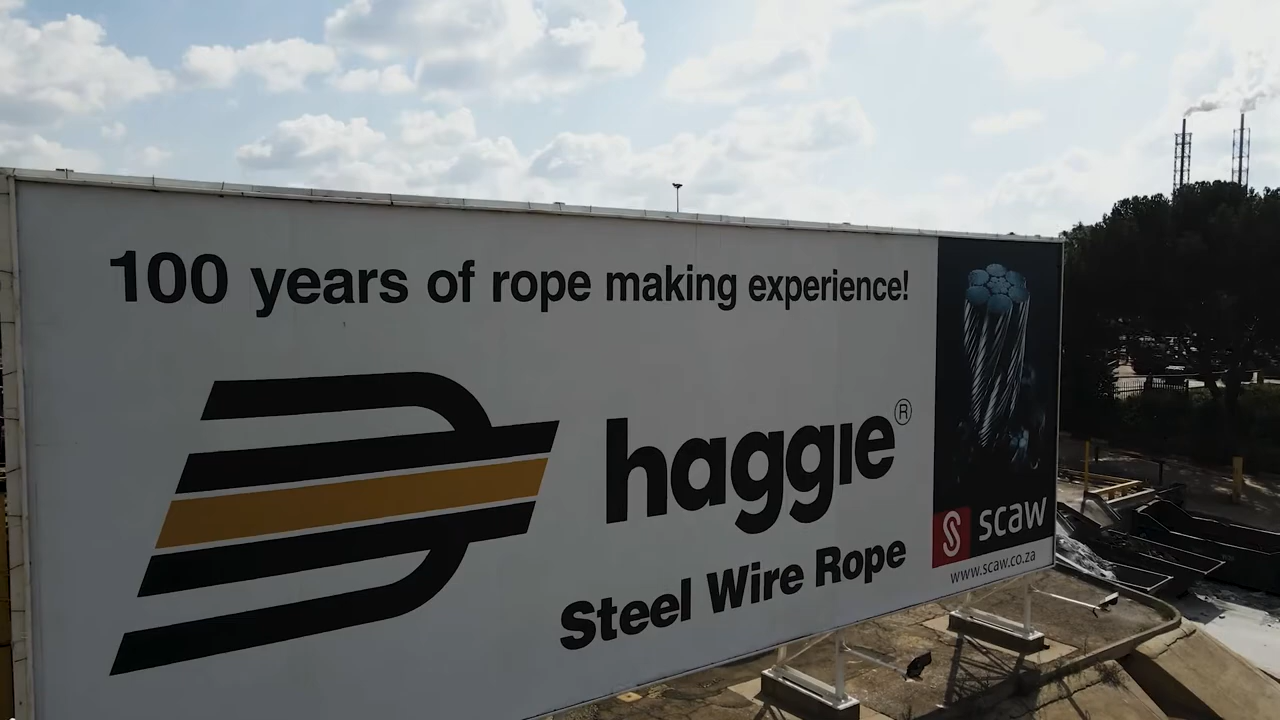 100 years of rope making experience!
haggie®
Steel Wire Rope
scaw
www.scaw.co.za